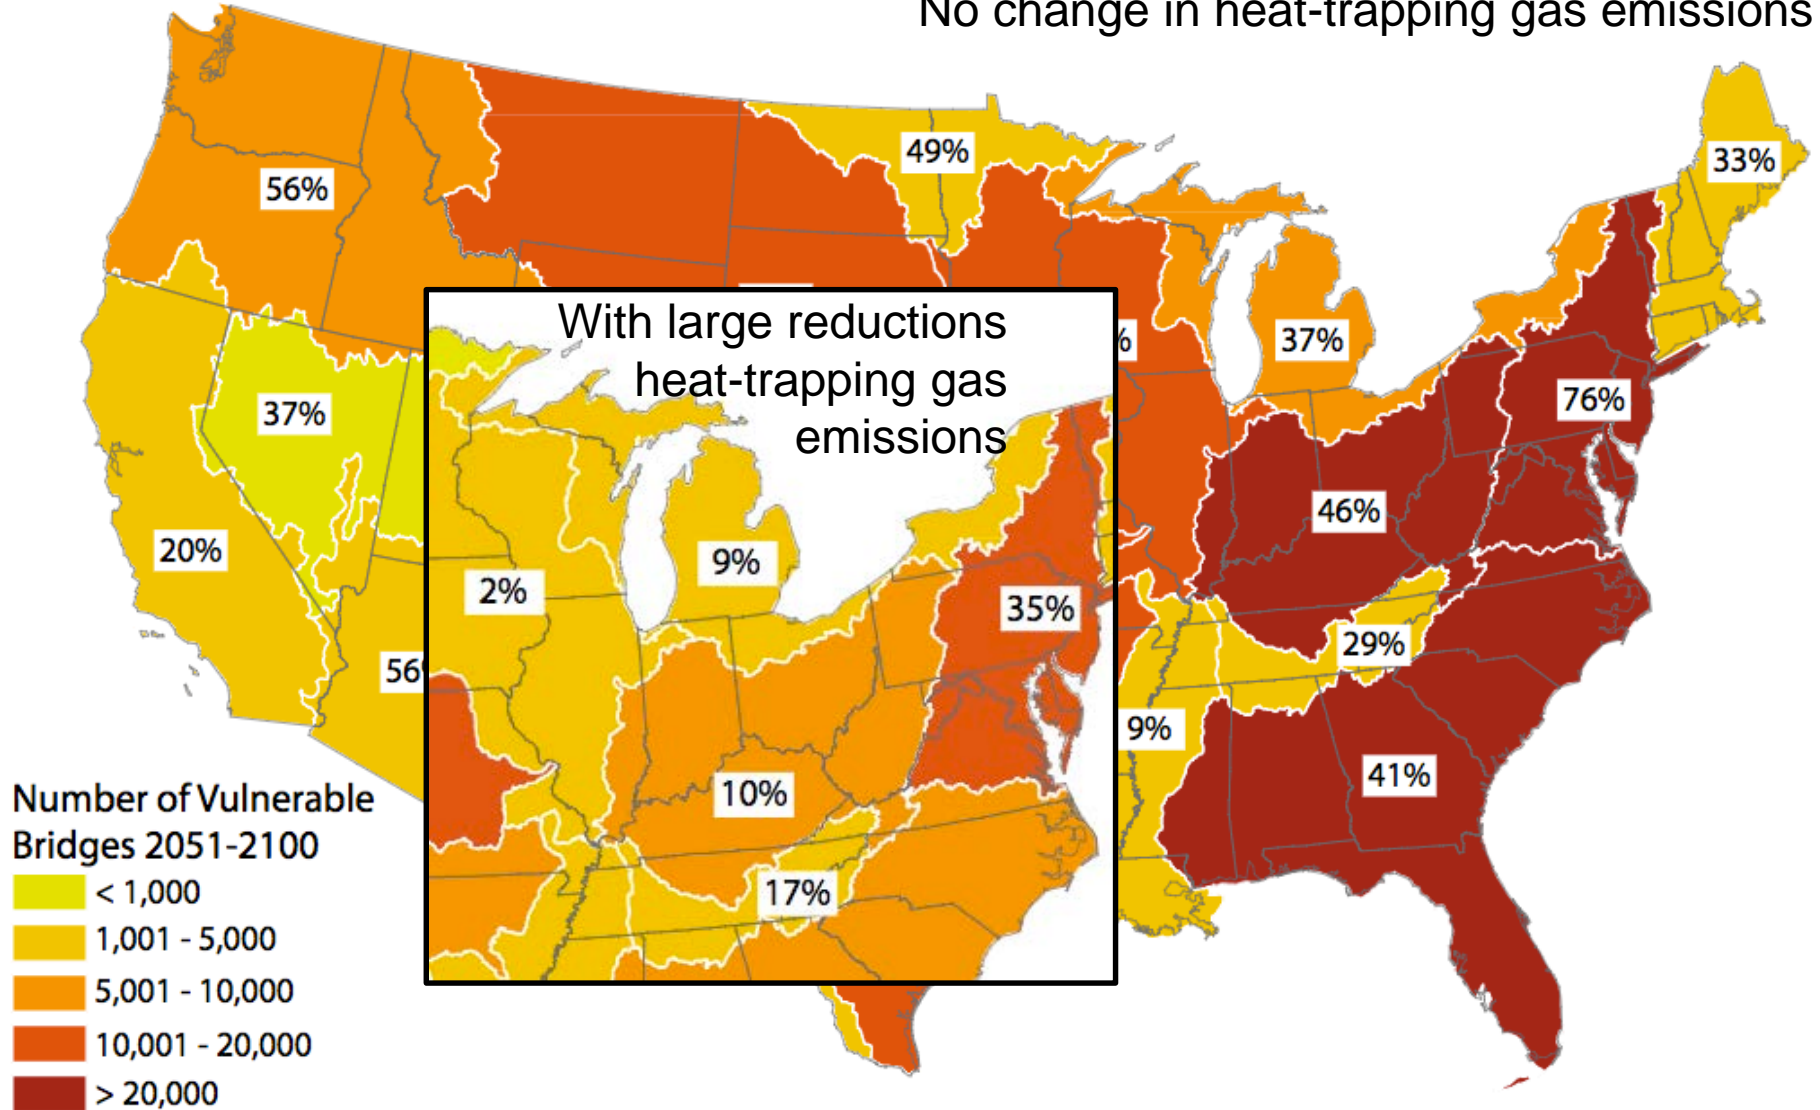 No change in heat-trapping gas emissions
49%
33%
56%
With large reductions
heat-trapping gas
emissions
%
37%
37%
76%
46%
20%
9%
2%
35%
29%
56
9%
41%
10%
17%
Number of Vulnerable
Bridges 2051-2100
< 1,000
1,001 - 5,000
5,001 - 10,000
10,001 - 20,000
> 20,000